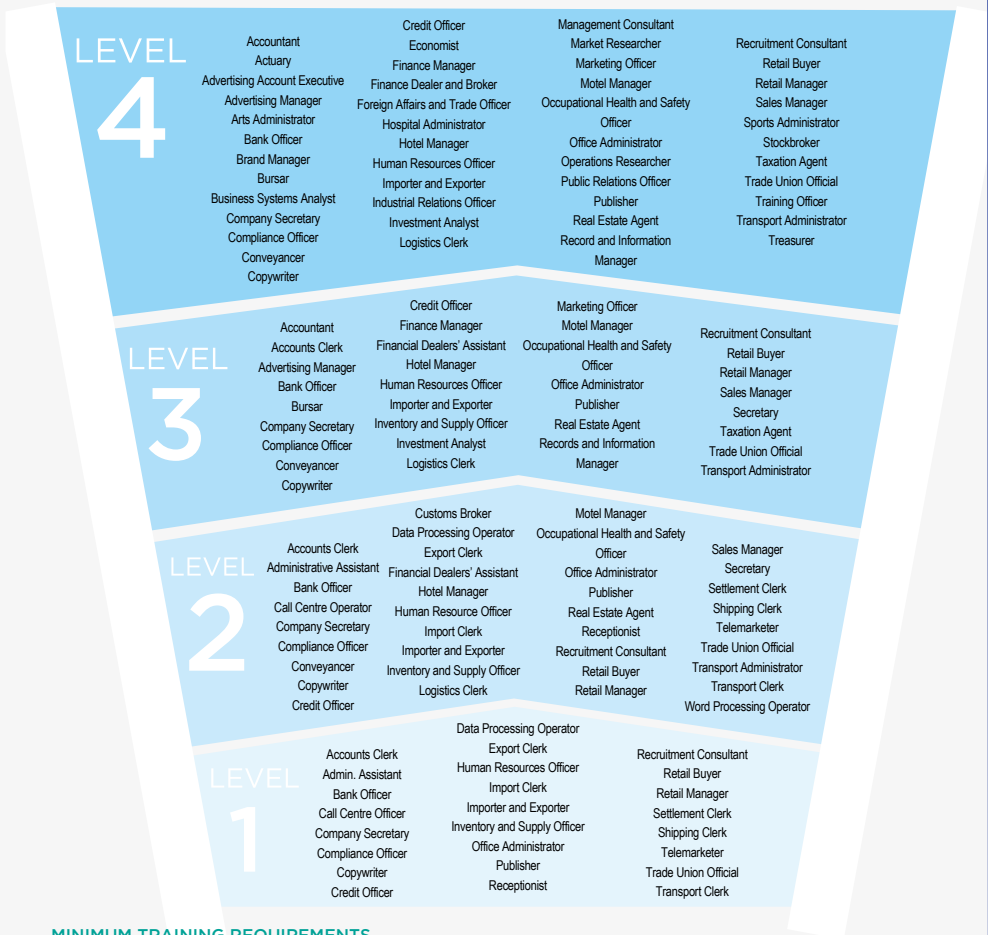 LEVEL
4
Accountant
Actuary
Advertising Account Executive
Advertising Manager
Arts Administrator
Bank Officer
Brand Manager
Bursar
Business Systems Analyst
Company Secretary
Compliance Officer
Conveyancer
Copywriter
Credit Officer
Economist
Finance Manager
Finance Dealer and Broker
Foreign Affairs and Trade Officer
Hospital Administrator
Hotel Manager
Human Resources Officer
Importer and Exporter
Industrial Relations Officer
Investment Analyst
Logistics Clerk
Management Consultant
Market Researcher
Marketing Officer
Motel Manager
Occupational Health and Safety
Officer
Office Administrator
Operations Researcher
Public Relations Officer
Publisher
Real Estate Agent
Record and Information
Manager
Recruitment Consultant
Retail Buyer
Retail Manager
Sales Manager
Sports Administrator
Stockbroker
Taxation Agent
Trade Union Official
Training Officer
Transport Administrator
Treasurer
LEVEL
3
Accountant
Accounts Clerk
Advertising Manager
Bank Officer
Bursar
Company Secretary
Compliance Officer
Conveyancer
Copywriter
Credit Officer
Finance Manager
Financial Dealers' Assistant
Hotel Manager
Human Resources Officer
Importer and Exporter
Inventory and Supply Officer
Investment Analyst
Logistics Clerk
Marketing Officer
Motel Manager
Occupational Health and Safety
Officer
Office Administrator
Publisher
Real Estate Agent
Records and Information
Manager
Recruitment Consultant
Retail Buyer
Retail Manager
Sales Manager
Secretary
Taxation Agent
Trade Union Official
Transport Administrator
LEVEL
2
Accounts Clerk
Administrative Assistant
Bank Officer
Call Centre Operator
Company Secretary
Compliance Officer
Conveyancer
Copywriter
Credit Officer
Customs Broker
Data Processing Operator
Export Clerk
Financial Dealers' Assistant
Hotel Manager
Human Resource Officer
Import Clerk
Importer and Exporter
Inventory and Supply Officer
Logistics Clerk
Motel Manager
Occupational Health and Safety
Officer
Office Administrator
Publisher
Real Estate Agent
Receptionist
Recruitment Consultant
Retail Buyer
Retail Manager
Sales Manager
Secretary
Settlement Clerk
Shipping Clerk
Telemarketer
Trade Union Official
Transport Administrator
Transport Clerk
Word Processing Operator
LEVEL
1
Accounts Clerk
Admin. Assistant
Bank Officer
Call Centre Officer
Company Secretary
Compliance Officer
Copywriter
Credit Officer
Data Processing Operator
Export Clerk
Human Resources Officer
Import Clerk
Importer and Exporter
Inventory and Supply Officer
Office Administrator
Publisher
Receptionist
Recruitment Consultant
Retail Buyer
Retail Manager
Settlement Clerk
Shipping Clerk
Telemarketer
Trade Union Official
Transport Clerk
MINIMUM TRAINING REQUIREMENTS